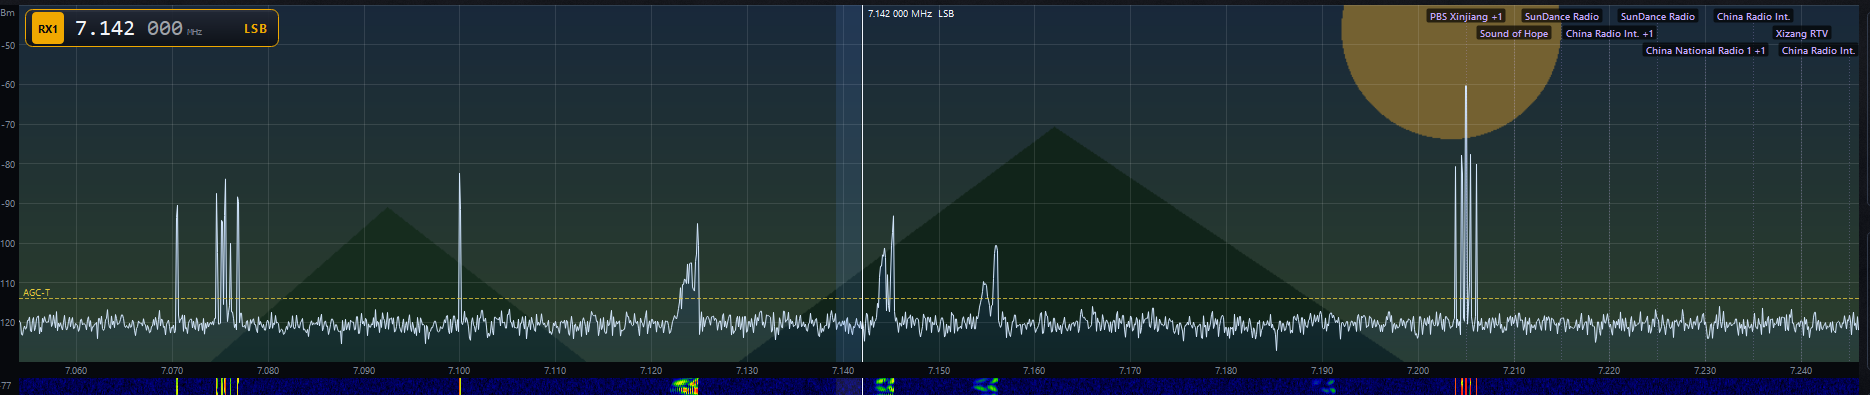 Bm
RX1 7.142 000 MHz LSB
7.142 000 MHz LSB
PBS Xinjiang +1 SunDance Radio SunDance Radio China Radio Int.
Sound of Hope China Radio Int. +1 Xizang RTV
China National Radio 1 +1 China Radio Int.
-50
-60
-70
-80
-90
100
110
AGC-T
120
7.060 7.070 7.080 7.090 7.100 7.110 7.120 7.130 7.140 7.150 7.160 7.170 7.180 7.190 7.200 7.210 7.220 7.230 7.240
-77